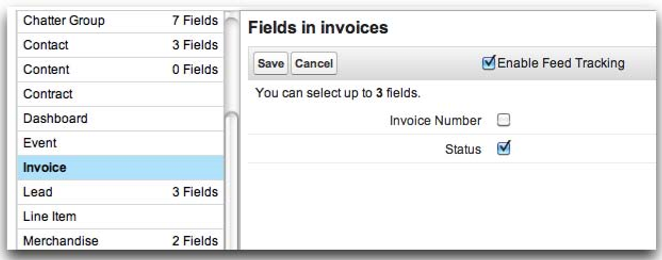 Chatter Group 7 Fields
Contact 3 Fields
Content 0 Fields
Contract
Dashboard
Event
Invoice
Lead 3 Fields
Line Item
Merchandise 2 Fields
Fields in invoices
Save Cancel Enable Feed Tracking
You can select up to 3 fields.
Invoice Number
Status